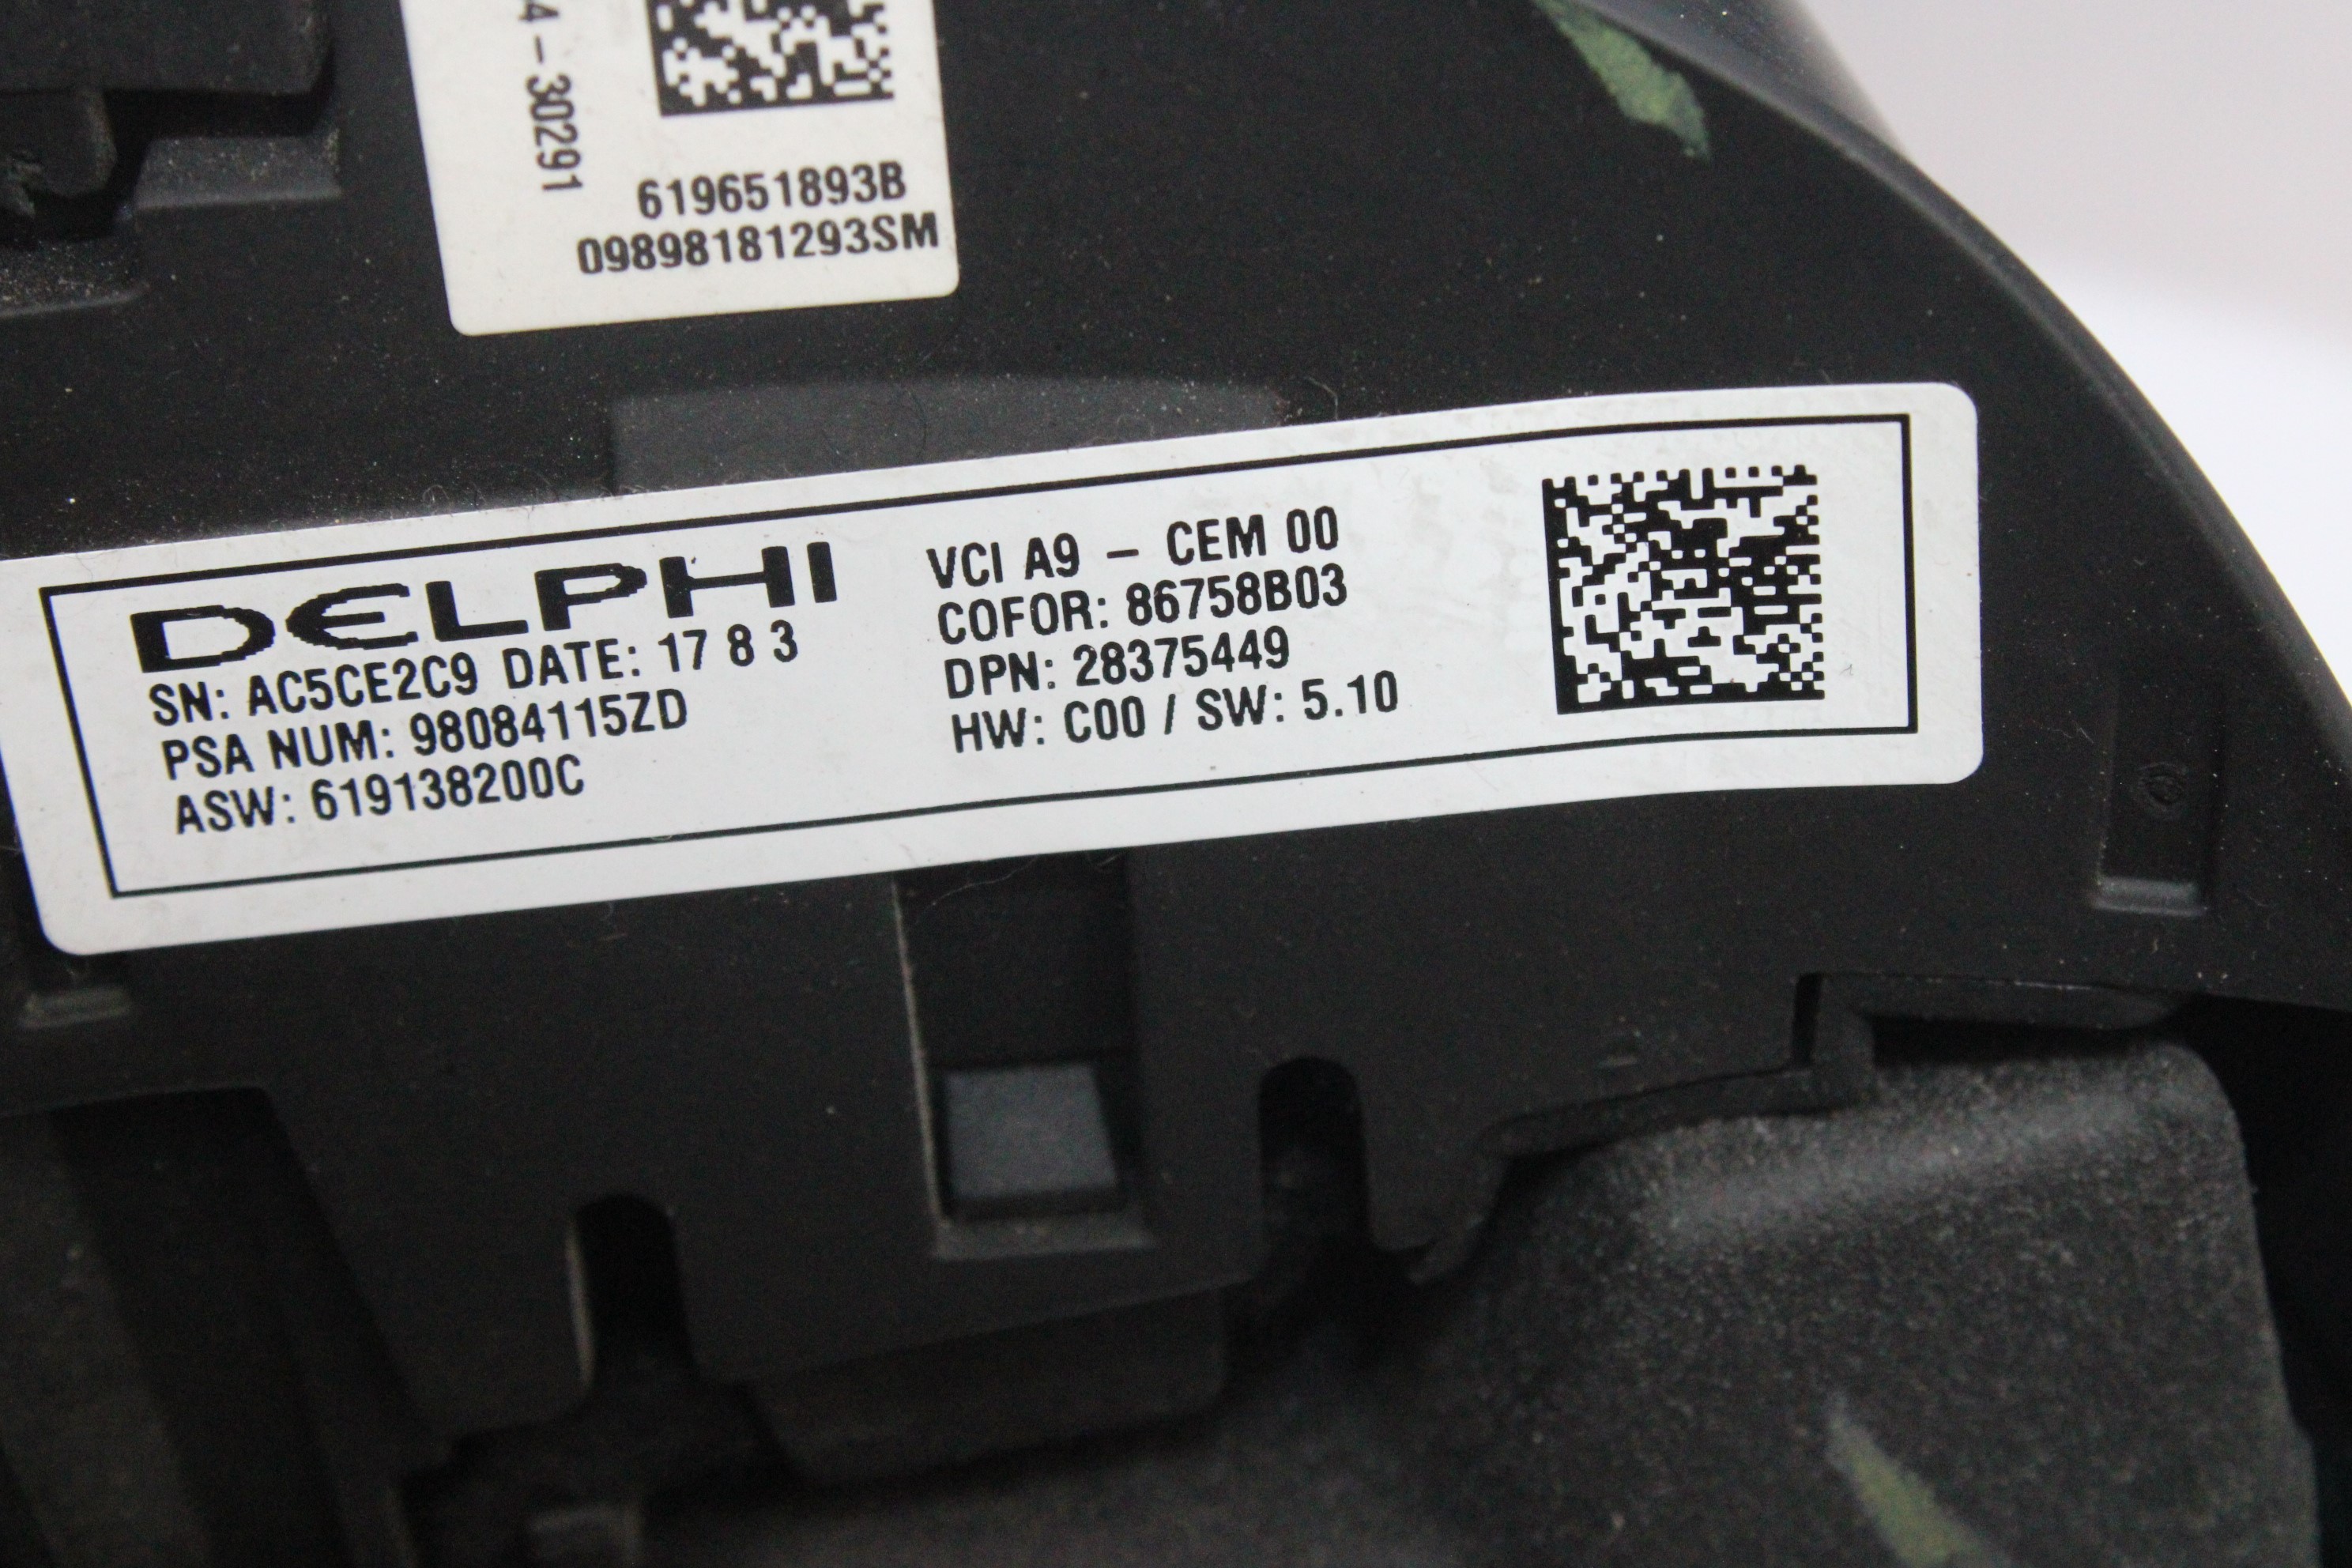 4-30291
619651893B
09898181293SM
DELPHI
SN: AC5CE2C9 DATE: 17 8 3
PSA NUM: 98084115ZD
ASW: 619138200C
VCI A9 - CEM 00
COFOR: 86758B03
DPN: 28375449
HW: C00 / SW: 5.10